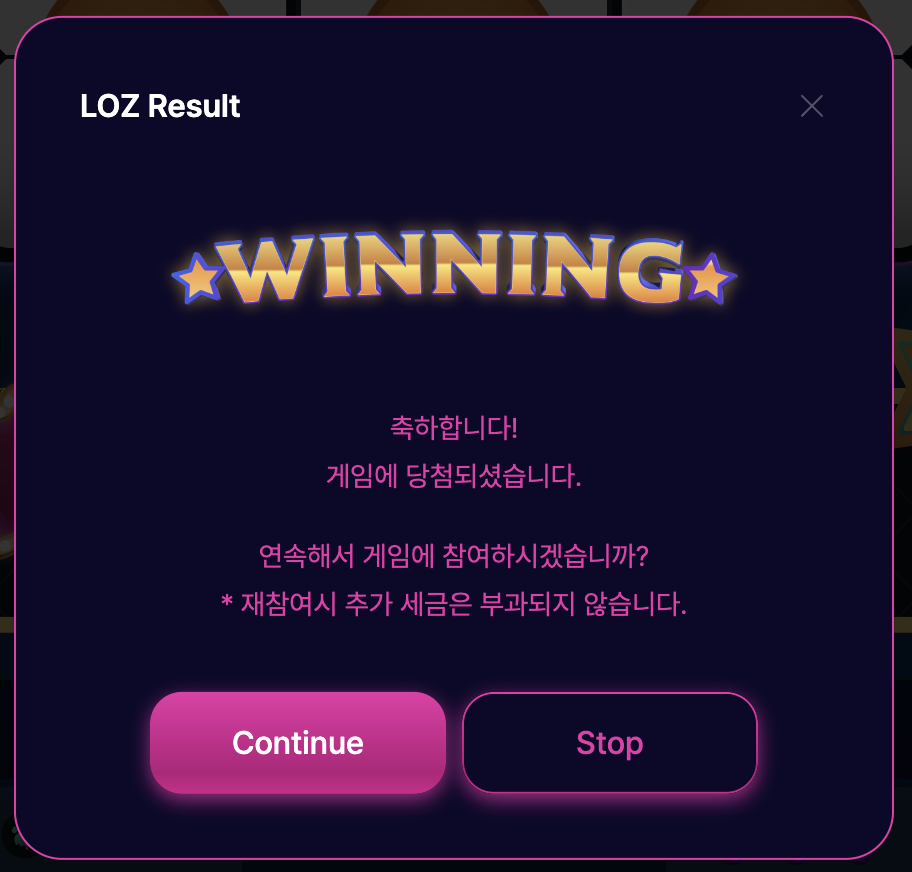 LOZ Result
WINNING
축하합니다!
게임에 당첨되셨습니다.
연속해서 게임에 참여하시겠습니까?
* 재참여시 추가 세금은 부과되지 않습니다.
Continue
Stop